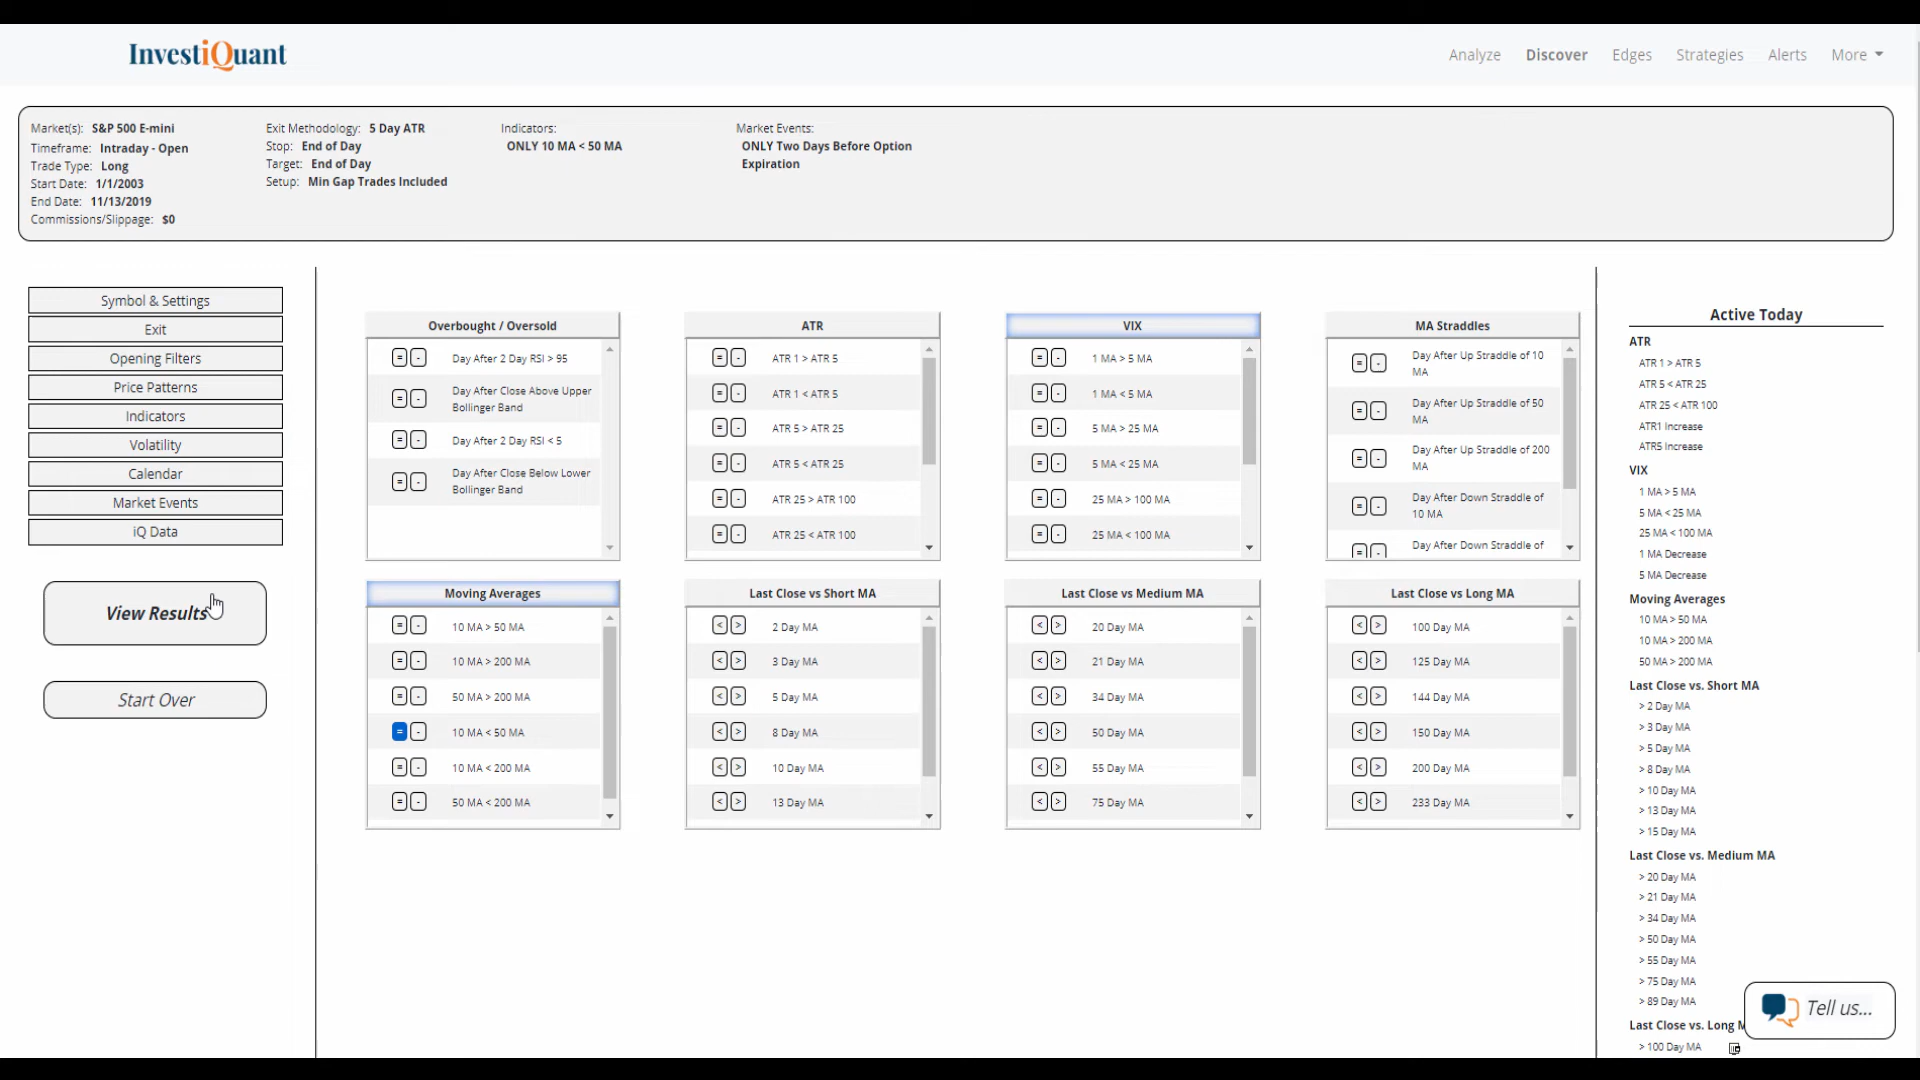 InvestiQuant
Analyze
Discover
Edges
Strategies
Alerts
More
Market(s): S&P 500 E-mini
Timeframe: Intraday - Open
Trade Type: Long
Start Date: 1/1/2003
End Date: 11/13/2019
Commissions/Slippage: $0
Exit Methodology: 5 Day ATR
Stop: End of Day
Target: End of Day
Setup: Min Gap Trades Included
Indicators:
ONLY 10 MA < 50 MA
Market Events:
ONLY Two Days Before Option
Expiration
Symbol & Settings
Exit
Opening Filters
Price Patterns
Indicators
Volatility
Calendar
Market Events
iQ Data
View Results
Start Over
Overbought / Oversold
= - Day After 2 Day RSI > 95
= - Day After Close Above Upper
Bollinger Band
= - Day After 2 Day RSI < 5
= - Day After Close Below Lower
Bollinger Band
ATR
= - ATR 1 > ATR 5
= - ATR 1 < ATR 5
= - ATR 5 > ATR 25
= - ATR 5 < ATR 25
= - ATR 25 > ATR 100
= - ATR 25 < ATR 100
VIX
= - 1 MA > 5 MA
= - 1 MA < 5 MA
= - 5 MA > 25 MA
= - 5 MA < 25 MA
= - 25 MA > 100 MA
= - 25 MA < 100 MA
MA Straddles
= - Day After Up Straddle of 10
MA
= - Day After Up Straddle of 50
MA
= - Day After Up Straddle of 200
MA
= - Day After Down Straddle of
10 MA
= - Day After Down Straddle of
Moving Averages
= - 10 MA > 50 MA
= - 10 MA > 200 MA
= - 50 MA > 200 MA
= - 10 MA < 50 MA
= - 10 MA < 200 MA
= - 50 MA < 200 MA
Last Close vs Short MA
< > 2 Day MA
< > 3 Day MA
< > 5 Day MA
< > 8 Day MA
< > 10 Day MA
< > 13 Day MA
Last Close vs Medium MA
< > 20 Day MA
< > 21 Day MA
< > 34 Day MA
< > 50 Day MA
< > 55 Day MA
< > 75 Day MA
Last Close vs Long MA
< > 100 Day MA
< > 125 Day MA
< > 144 Day MA
< > 150 Day MA
< > 200 Day MA
< > 233 Day MA
Active Today
ATR
ATR 1 > ATR 5
ATR 5 < ATR 25
ATR 25 < ATR 100
ATR1 Increase
ATR5 Increase
VIX
1 MA > 5 MA
5 MA < 25 MA
25 MA < 100 MA
1 MA Decrease
5 MA Decrease
Moving Averages
10 MA > 50 MA
10 MA > 200 MA
50 MA > 200 MA
Last Close vs. Short MA
> 2 Day MA
> 3 Day MA
> 5 Day MA
> 8 Day MA
> 10 Day MA
> 13 Day MA
> 15 Day MA
Last Close vs. Medium MA
> 20 Day MA
> 21 Day MA
> 34 Day MA
> 50 Day MA
> 55 Day MA
> 75 Day MA
> 89 Day MA
Last Close vs. Long
> 100 Day MA
Tell us...